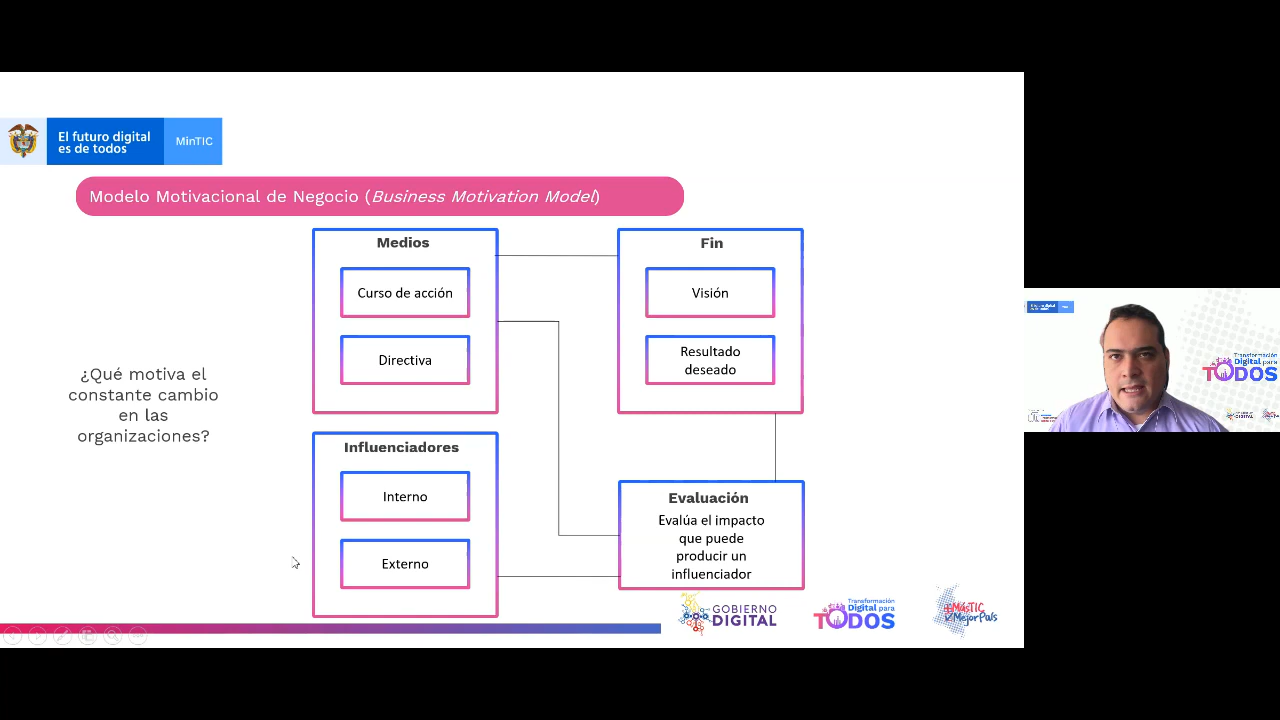 El futuro digital
es de todos
MinTIC
Modelo Motivacional de Negocio (Business Motivation Model)
¿Qué motiva el
constante cambio
en las
organizaciones?
Medios
Curso de acción
Directiva
Fin
Visión
Resultado
deseado
Influenciadores
Interno
Externo
Evaluación
Evalúa el impacto
que puede
producir un
influenciador
GOBIERNO
DIGITAL
Transformación
Digital para
TODOS
+MásTIC
MejorPaís
Transformación
Digital para
TODOS